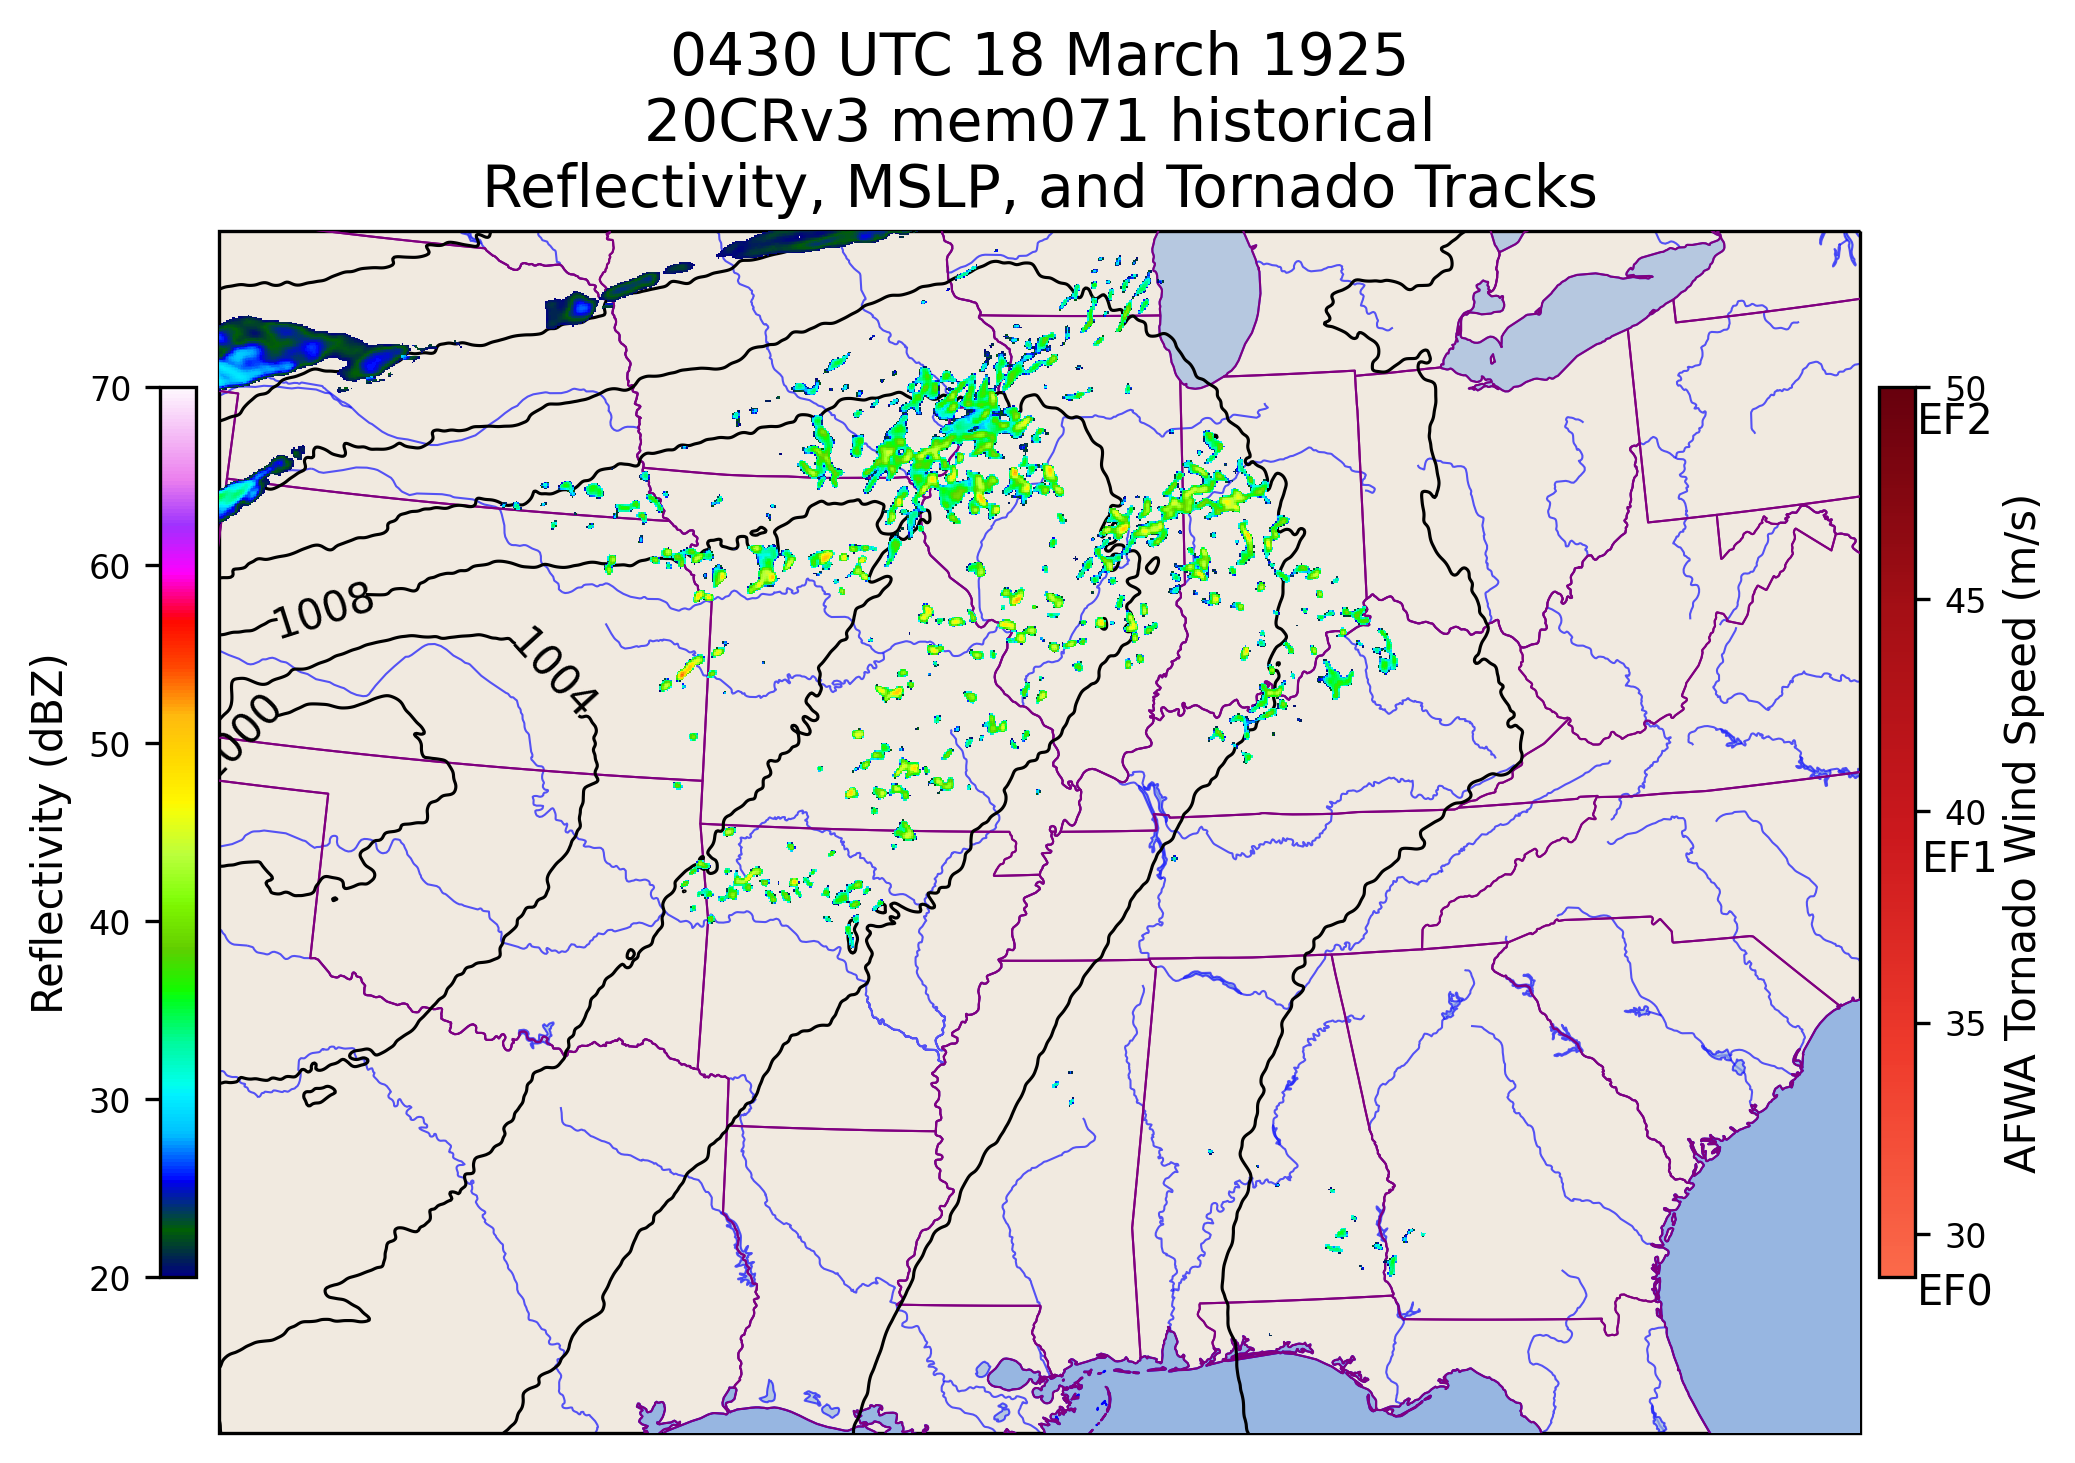 0430 UTC 18 March 1925
20CRv3 mem071 historical
Reflectivity, MSLP, and Tornado Tracks
Reflectivity (dBZ)
70
60
50
40
30
20
1008
1004
000
50
EF2
45
40
EF1
35
30
EF0
AFWA Tornado Wind Speed (m/s)